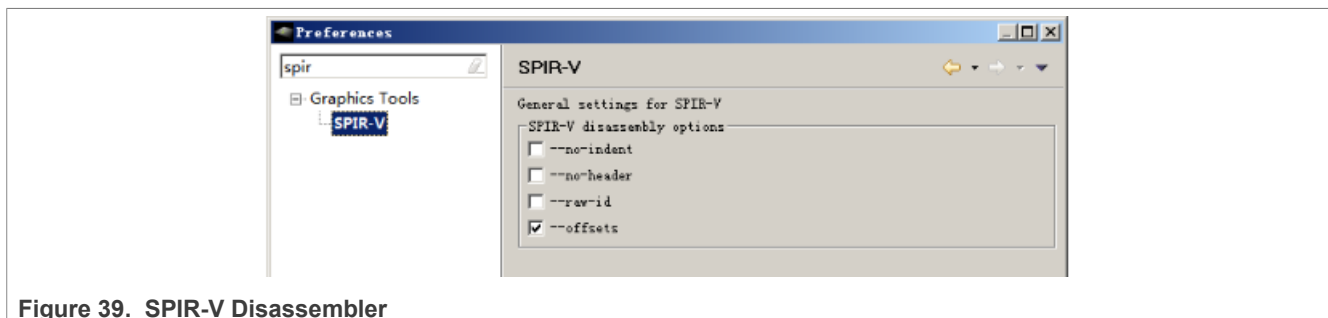 Preferences
spir
SPIR-V
Graphics Tools
SPIR-V
General settings for SPIR-V
SPIR-V disassembly options
--no-indent
--no-header
--raw-id
--offsets
Figure 39. SPIR-V Disassembler